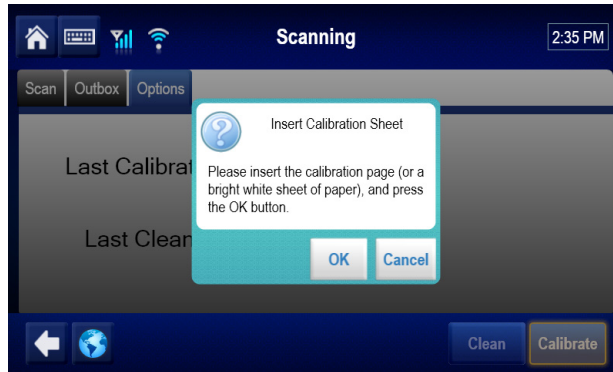 Scanning
2:35 PM
Scan Outbox Options
Insert Calibration Sheet
Please insert the calibration page (or a
bright white sheet of paper), and press
the OK button.
Last Calibrat
Last Clean
OK Cancel
Clean Calibrate